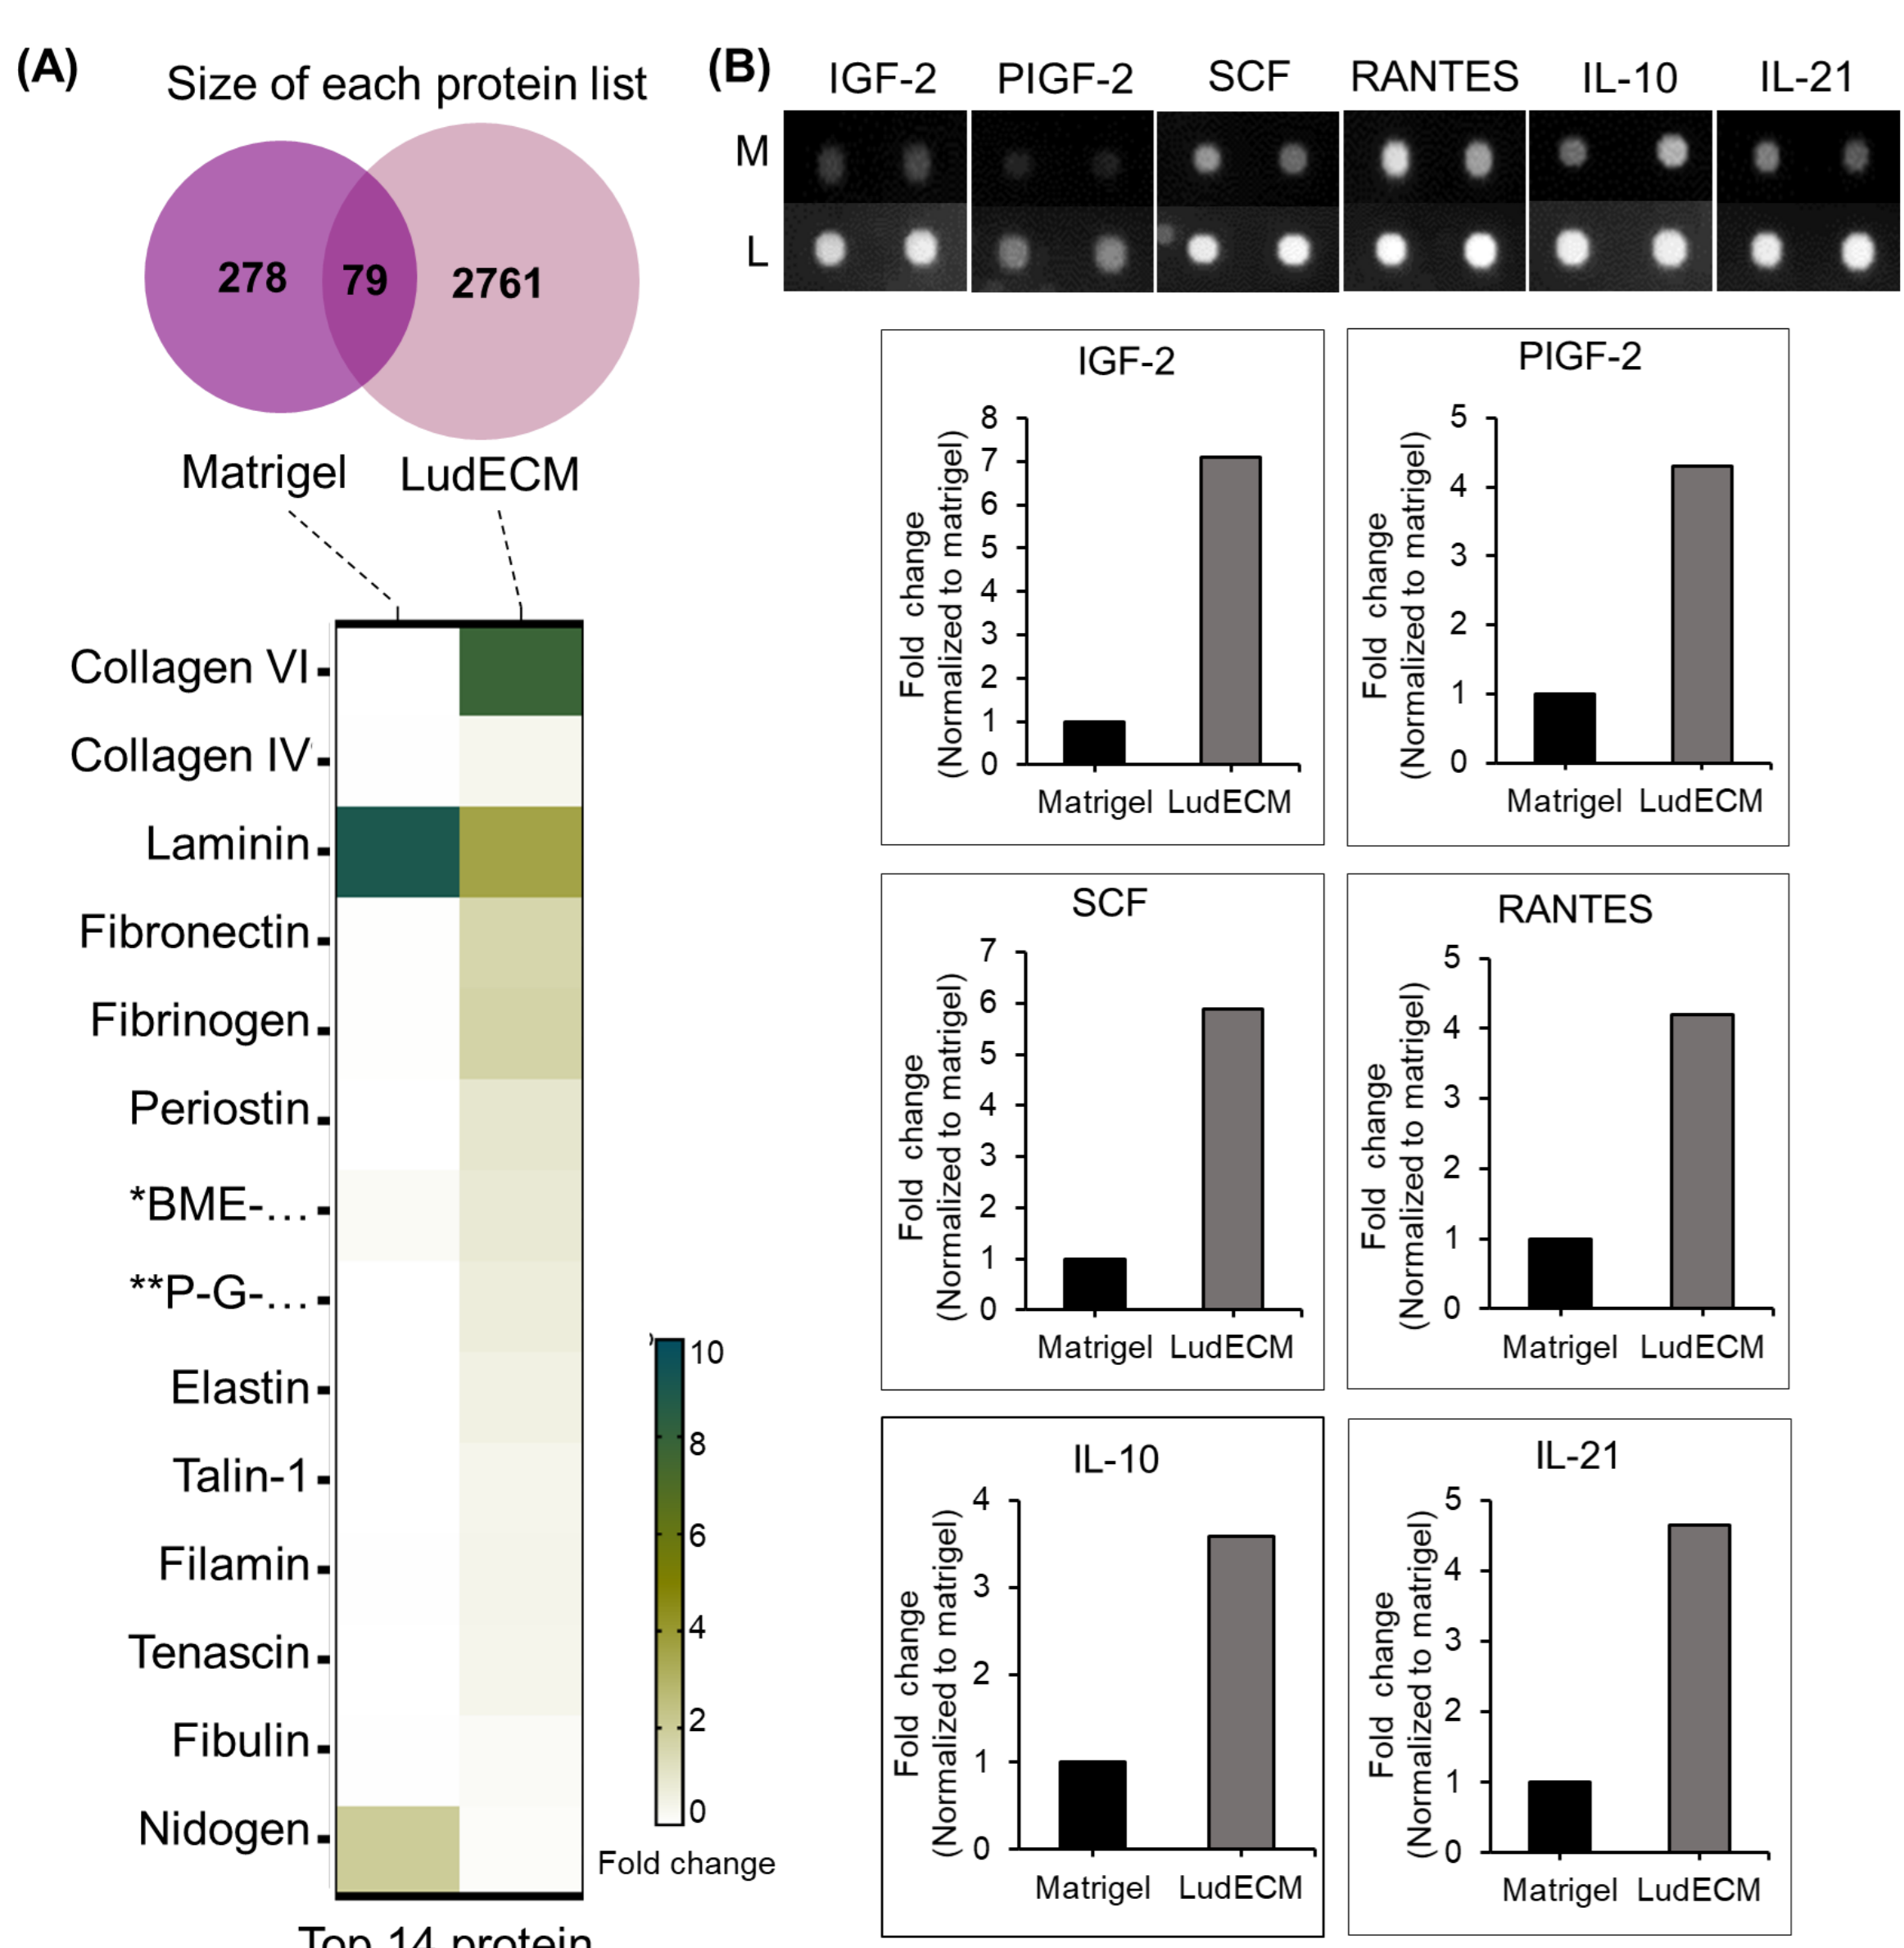 (A)
Size of each protein list
278
79
2761
Matrigel
LudECM
Collagen VI
Collagen IV
Laminin
Fibronectin
Fibrinogen
Periostin
*BME-...
**P-G-...
Elastin
Talin-1
Filamin
Tenascin
Fibulin
Nidogen
10
8
6
4
2
0
Fold change
Top 14 protein
(B)
IGF-2
PIGF-2
SCF
RANTES
IL-10
IL-21
M
L
IGF-2
Fold change
(Normalized to matrigel)
8
7
6
5
4
3
2
1
0
Matrigel
LudECM
PIGF-2
Fold change
(Normalized to matrigel)
5
4
3
2
1
0
Matrigel
LudECM
SCF
Fold change
(Normalized to matrigel)
7
6
5
4
3
2
1
0
Matrigel
LudECM
RANTES
Fold change
(Normalized to matrigel)
5
4
3
2
1
0
Matrigel
LudECM
IL-10
Fold change
(Normalized to matrigel)
4
3
2
1
0
Matrigel
LudECM
IL-21
Fold change
(Normalized to matrigel)
5
4
3
2
1
0
Matrigel
LudECM